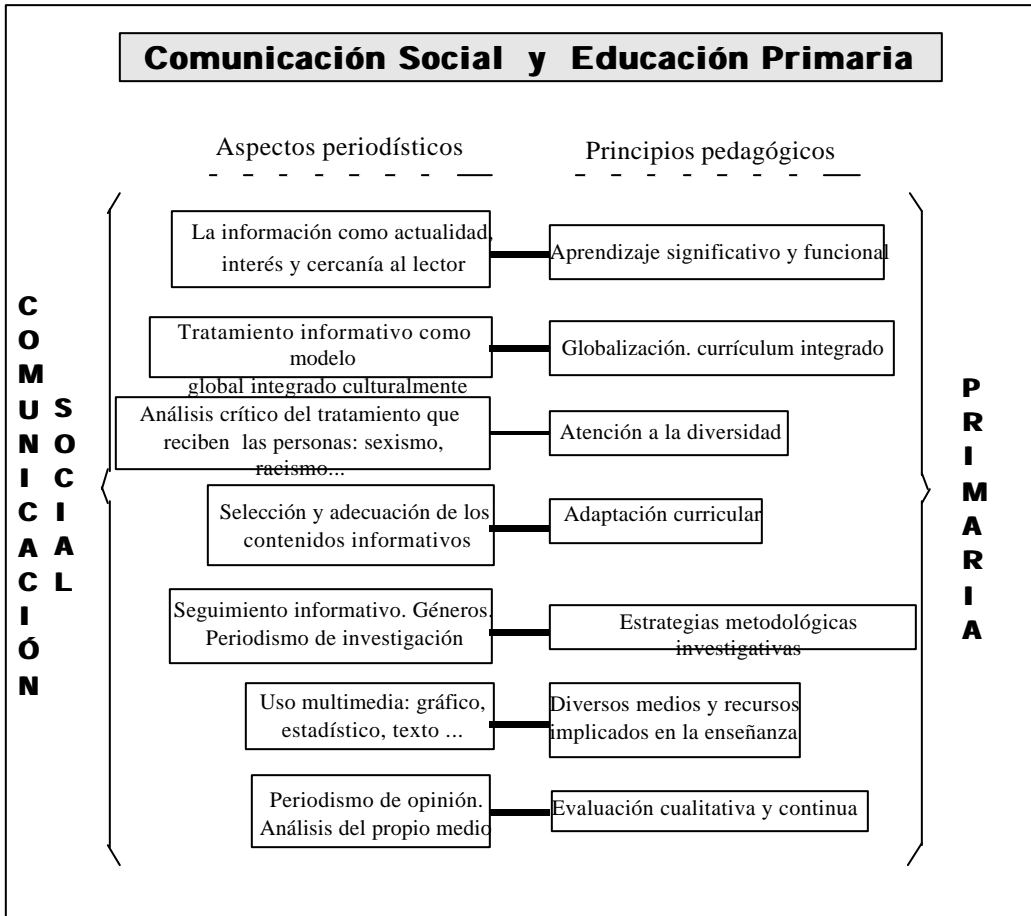 Comunicación Social y Educación Primaria
Aspectos periodísticos
Principios pedagógicos
COMUNICACIÓN
SOCIAL
La información como actualidad,
interés y cercanía al lector
Aprendizaje significativo y funcional
Tratamiento informativo como
modelo
global integrado culturalmente
Globalización. currículum integrado
Análisis crítico del tratamiento que
reciben las personas: sexismo,
racismo...
Atención a la diversidad
Selección y adecuación de los
contenidos informativos
Adaptación curricular
Seguimiento informativo. Géneros.
Periodismo de investigación
Estrategias metodológicas
investigativas
Uso multimedia: gráfico,
estadístico, texto ...
Diversos medios y recursos
implicados en la enseñanza
Periodismo de opinión.
Análisis del propio medio
Evaluación cualitativa y continua
PRIMARIA